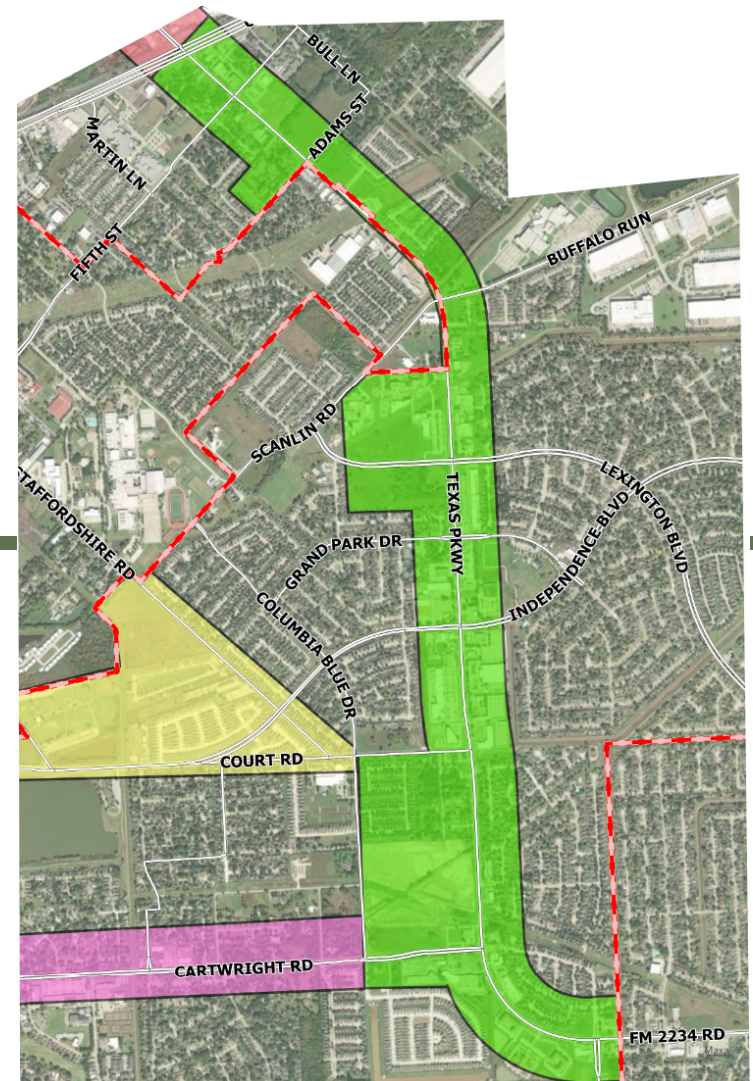 BULL LN
ADAMS ST
MARTIN LN
FIFTH ST
BUFFALO RUN
SCANLIN RD
TEXAS PKWY
LEXINGTON BLVD
STAFFORDSHIRE RD
GRAND PARK DR
INDEPENDENCE BLVD
COLUMBIA BLUE DR
COURT RD
CARTWRIGHT RD
FM 2234 RD